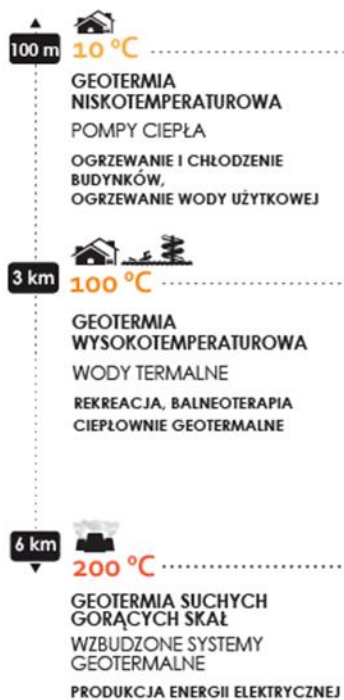 100 m
10 °C
GEOTERMIA
NISKOTEMPERATUROWA
POMPY CIEPŁA
OGRZEWANIE I CHŁODZENIE
BUDYNKÓW,
OGRZEWANIE WODY UŻYTKOWEJ
3 km
100 °C
GEOTERMIA
WYSOKOTEMPERATUROWA
WODY TERMALNE
REKREACJA, BALNEOTERAPIA
CIEPŁOWNIE GEOTERMALNE
6 km
200 °C
GEOTERMIA SUCHYCH
GORĄCYCH SKAŁ
WZBUDZONE SYSTEMY
GEOTERMALNE
PRODUKCJA ENERGII ELEKTRYCZNEJ